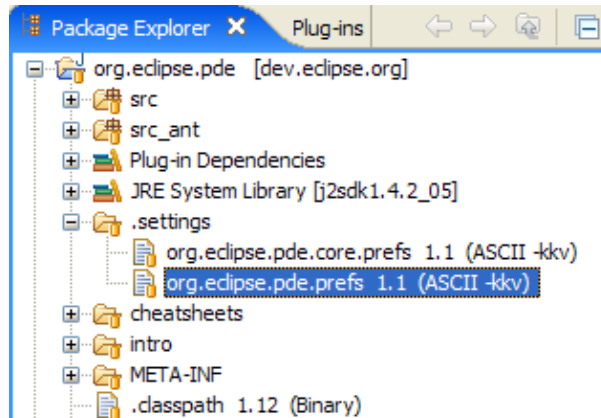 Package Explorer Plug-ins
org.eclipse.pde [dev.eclipse.org]
src
src_ant
Plug-in Dependencies
JRE System Library [j2sdk1.4.2_05]
.settings
org.eclipse.pde.core.prefs 1.1 (ASCII -kkv)
org.eclipse.pde.prefs 1.1 (ASCII -kkv)
cheatsheets
intro
META-INF
.classpath 1.12 (Binary)